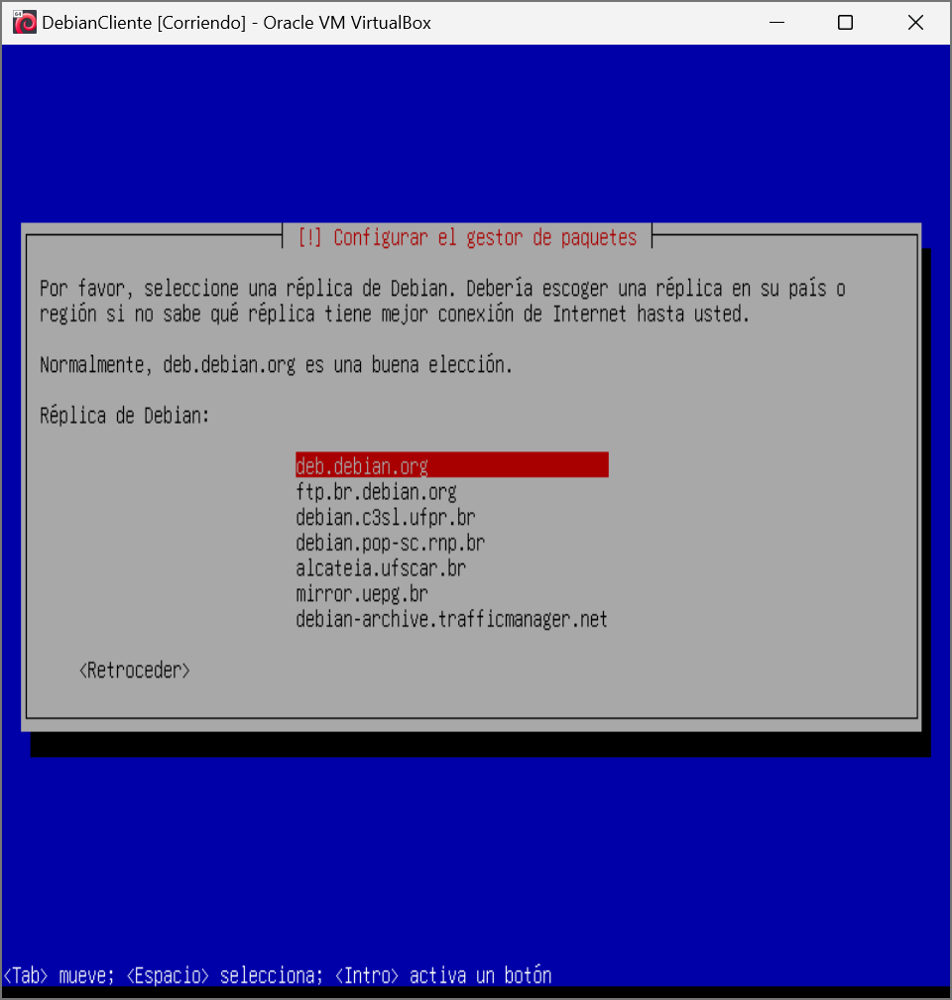 DebianCliente [Corriendo] - Oracle VM VirtualBox
[!] Configurar el gestor de paquetes
Por favor, seleccione una réplica de Debian. Debería escoger una réplica en su país o
región si no sabe qué réplica tiene mejor conexión de Internet hasta usted.
Normalmente, deb.debian.org es una buena elección.
Réplica de Debian:
deb.debian.org
ftp.br.debian.org
debian.c3sl.ufpr.br
debian.pop-sc.rnp.br
alcateia.ufscar.br
mirror.uepg.br
debian-archive.trafficmanager.net
<Retroceder>
<Tab> mueve; <Espacio> selecciona; <Intro> activa un botón